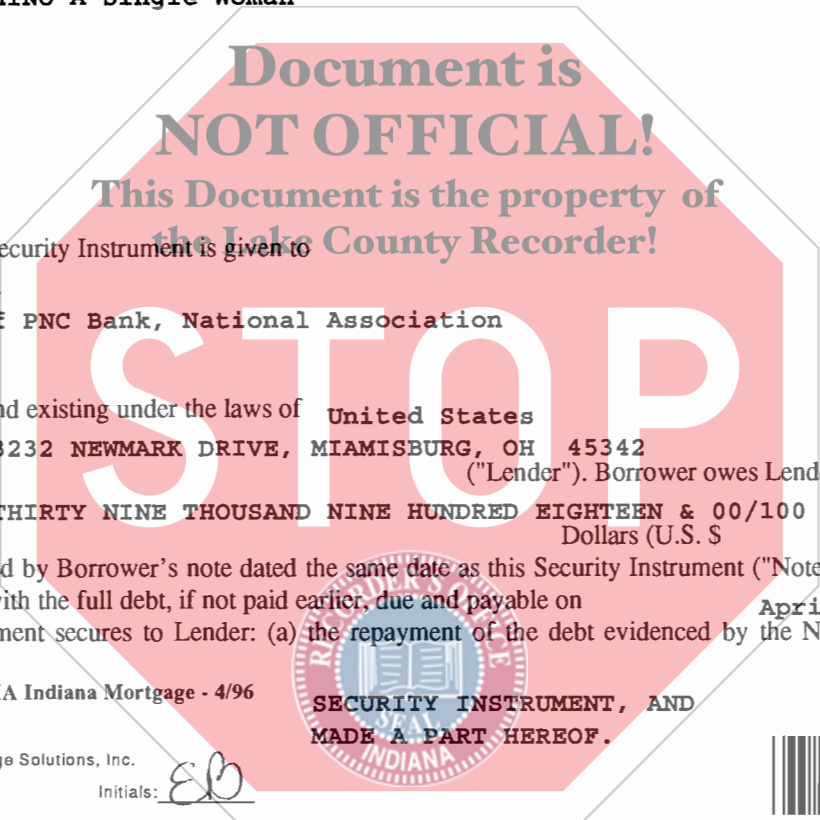 A Single Woman
Document is
NOT OFFICIAL!
This Document is the property of
the Lake County Recorder!
ecurity Instrument is given to
PNC Bank, National Association
nd existing under the laws of United States
3232 NEWMARK DRIVE, MIAMISBURG, OH 45342
("Lender"). Borrower owes Lend
THIRTY NINE THOUSAND NINE HUNDRED EIGHTEEN & 00/100
Dollars (U.S. $
STOP
d by Borrower's note dated the same date as this Security Instrument ("Note
ith the full debt, if not paid earlier, due and payable on Apri
ment secures to Lender: (a) the repayment of the debt evidenced by the N
RECORDER'S OFFICE
SEAL
INDIANA
A Indiana Mortgage - 4/96
SECURITY INSTRUMENT, AND
MADE A PART HEREOF.
ge Solutions, Inc.
Initials: EB